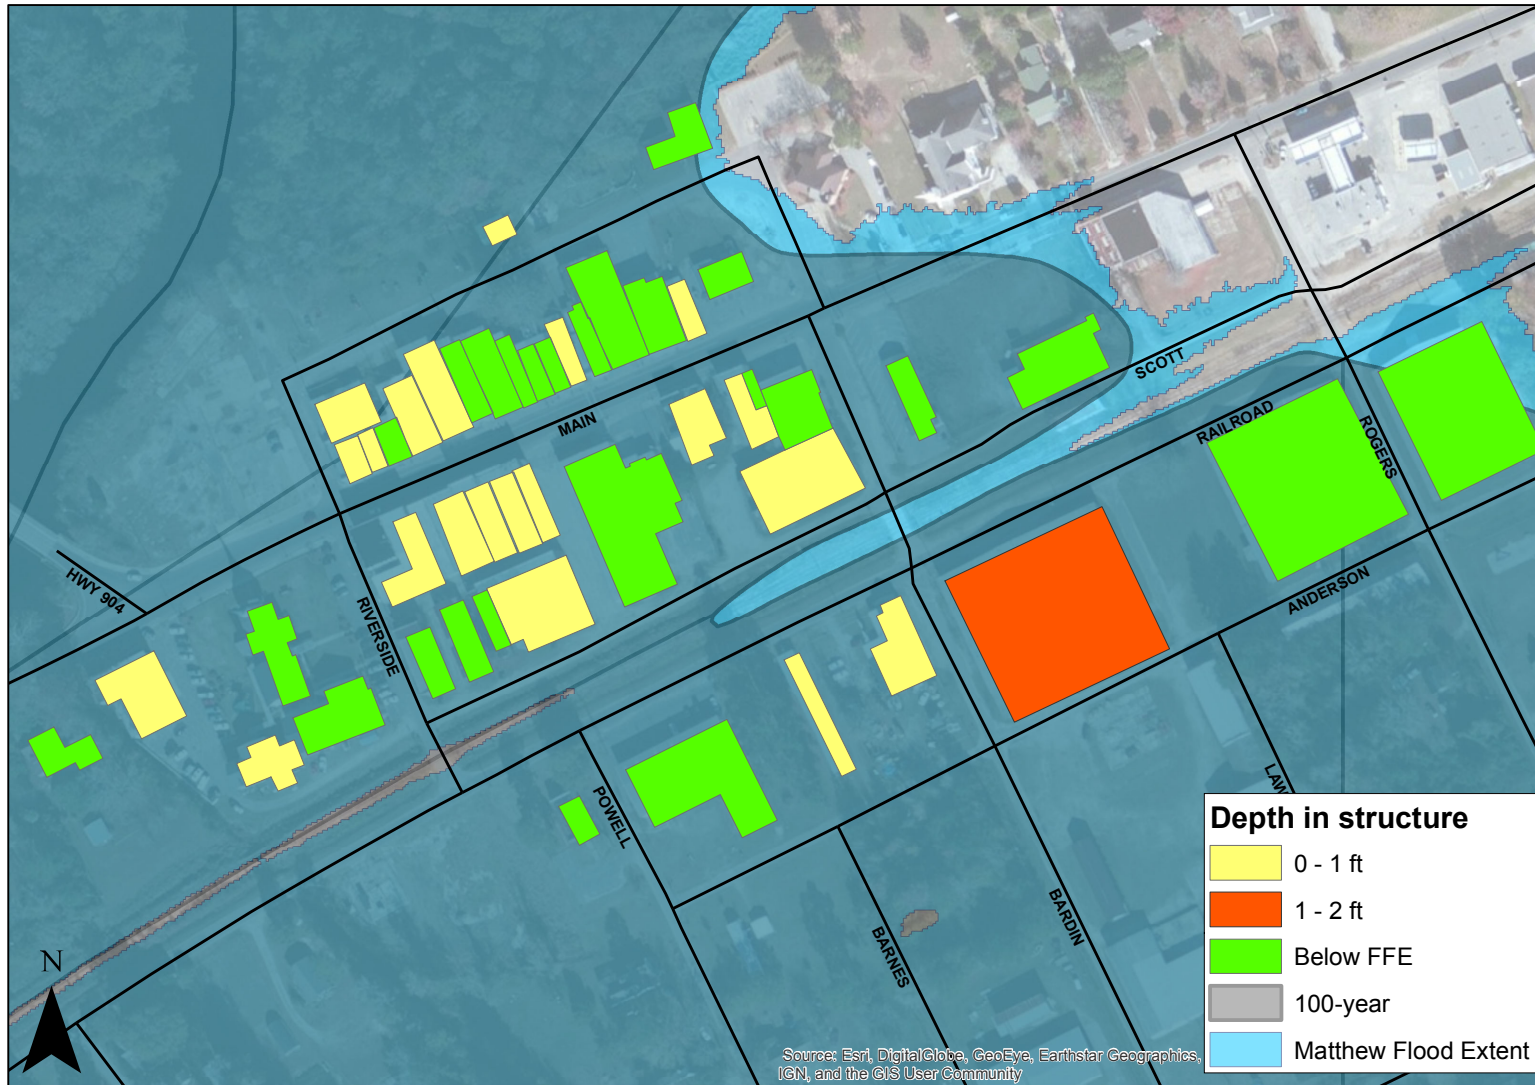 MAIN
SCOTT
RAILROAD
ROGERS
HWY 904
RIVERSIDE
ANDERSON
POWELL
LAW
BARDIN
BARNES
N
Depth in structure
0 - 1 ft
1 - 2 ft
Below FFE
100-year
Matthew Flood Extent
Source: Esri, DigitalGlobe, GeoEye, Earthstar Geographics,
IGN, and the GIS User Community